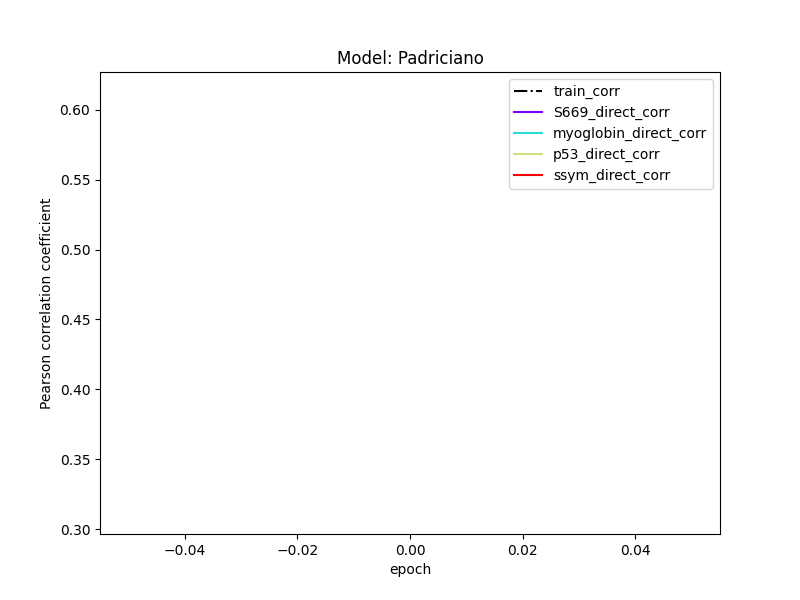 Model: Padriciano
train_corr
S669_direct_corr
myoglobin_direct_corr
p53_direct_corr
ssym_direct_corr
Pearson correlation coefficient
0.60
0.55
0.50
0.45
0.40
0.35
0.30
−0.04 −0.02 0.00 0.02 0.04
epoch